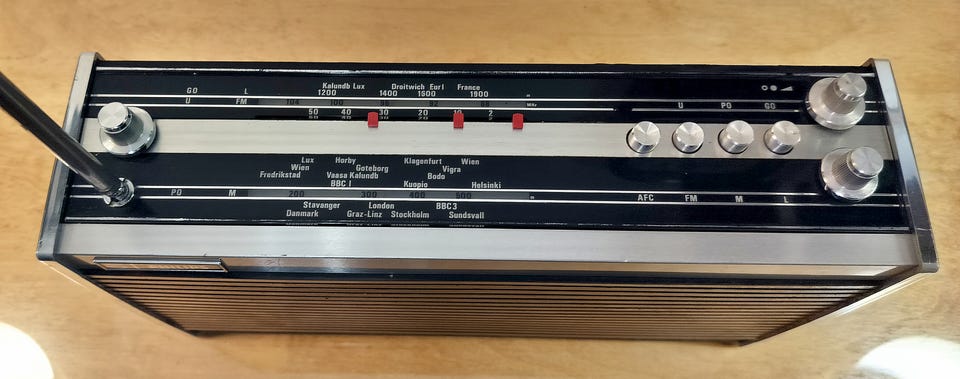 Kalundb Lux Droitwich Eur I France
GO L 1200 1400 1500 1900 m
U FM 104 100 96 92 88 MHz
50 40 30 20 10 2
U PO GO
Lux Horby Klagenfurt Wien
Wien Goteborg Vigra
Fredrikstad Vaasa Kalundb Bodo
BBC I Kuopio Helsinki
PO M 200 300 400 500 m
AFC FM M L
Stavanger London BBC3
Danmark Graz-Linz Stockholm Sundsvall